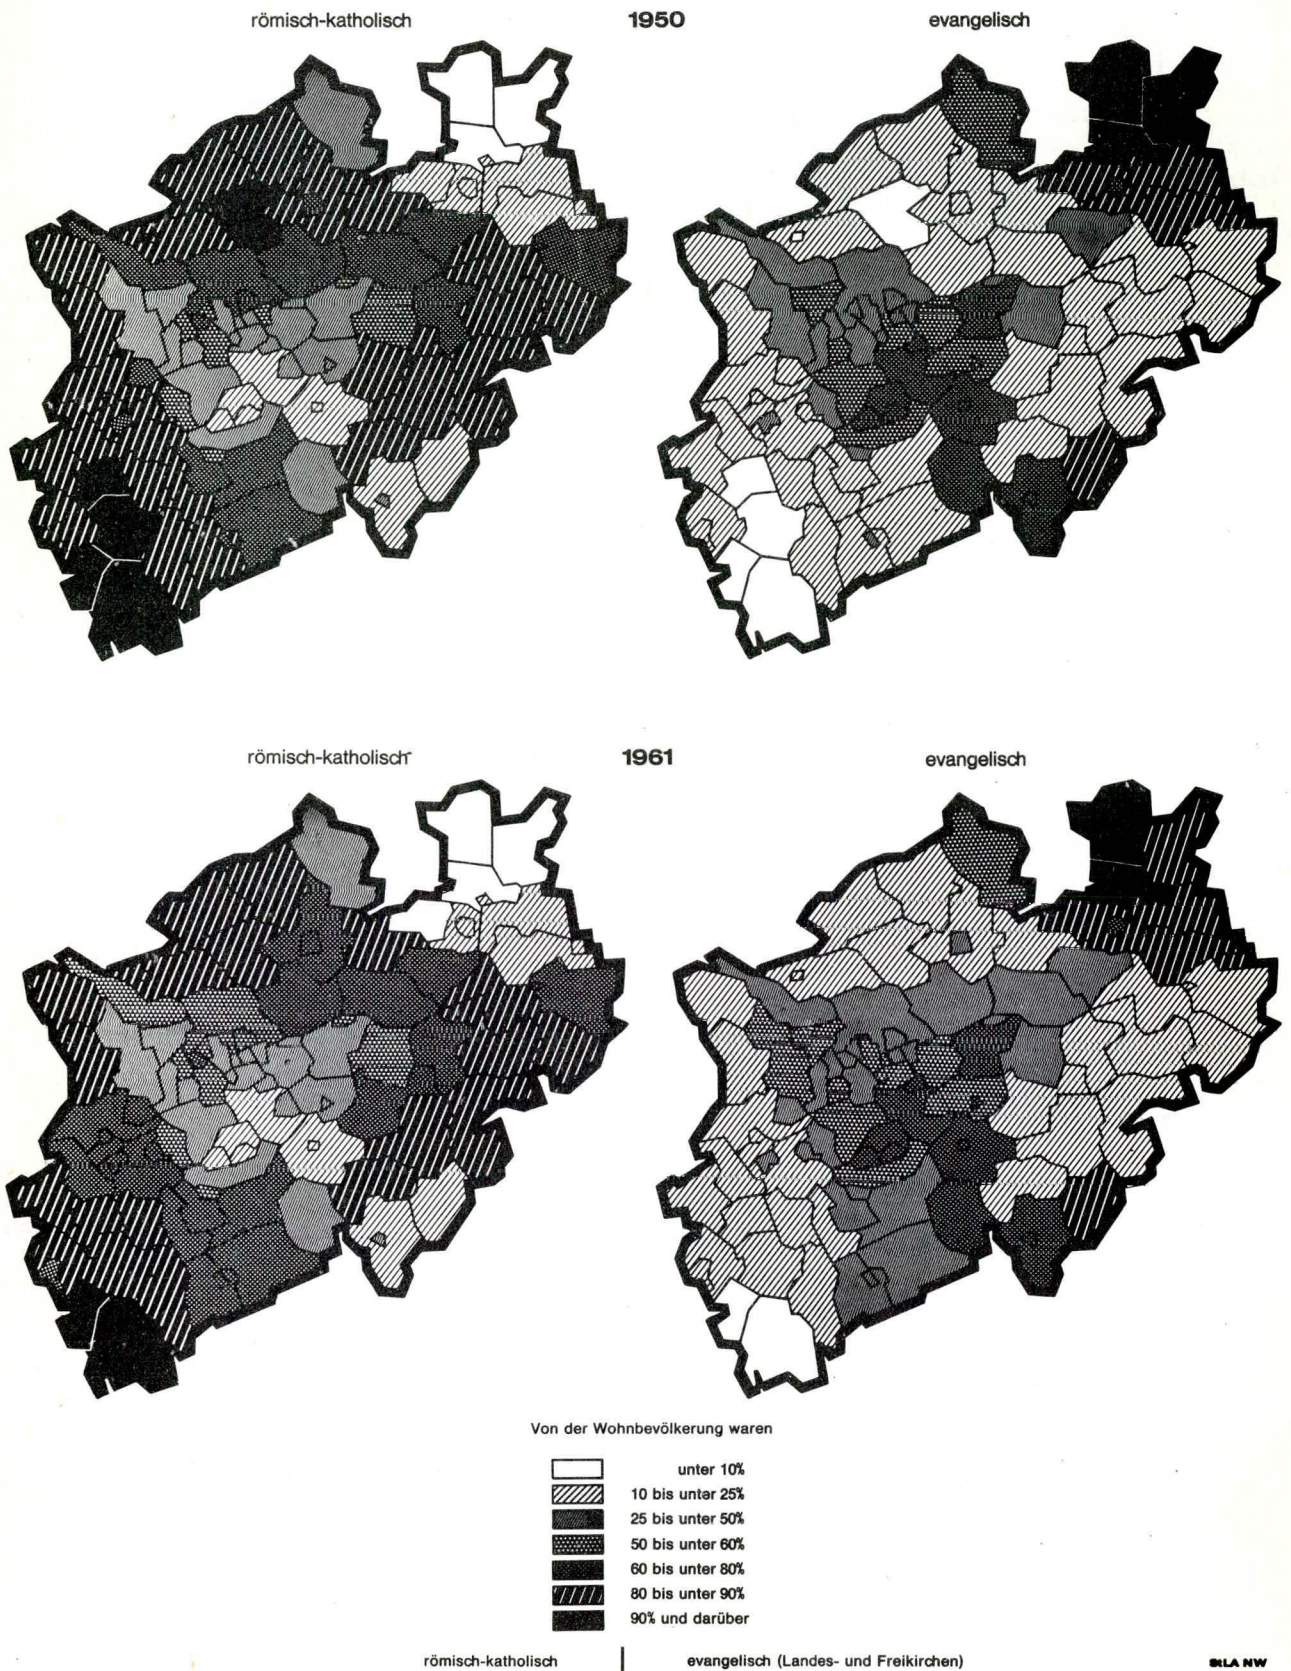 römisch-katholisch 1950 evangelisch
römisch-katholisch 1961 evangelisch
Von der Wohnbevölkerung waren
unter 10%
10 bis unter 25%
25 bis unter 50%
50 bis unter 60%
60 bis unter 80%
80 bis unter 90%
90% und darüber
römisch-katholisch evangelisch (Landes- und Freikirchen) StLA NW